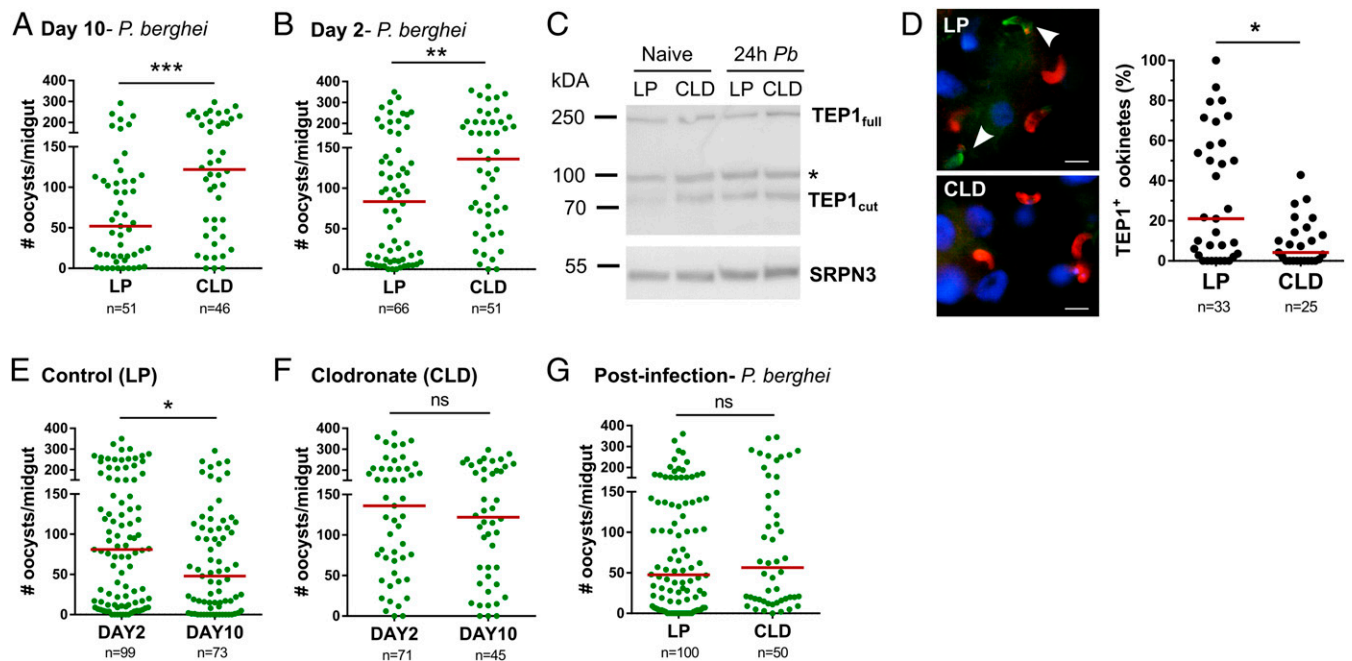 A Day 10- P. berghei
***
# oocysts/midgut
400
300
200
150
100
50
0
LP CLD
n=51 n=46
B Day 2- P. berghei
**
# oocysts/midgut
400
300
200
150
100
50
0
LP CLD
n=66 n=51
C
Naive 24h Pb
kDA LP CLD LP CLD
250 TEP1full
100 *
70 TEP1cut
55 SRPN3
D
LP
CLD
*
TEP1+ ookinetes (%)
100
80
60
40
20
0
LP CLD
n=33 n=25
E Control (LP)
*
# oocysts/midgut
400
300
200
150
100
50
0
DAY2 DAY10
n=99 n=73
F Clodronate (CLD)
ns
# oocysts/midgut
400
300
200
150
100
50
0
DAY2 DAY10
n=71 n=45
G Post-infection- P. berghei
ns
# oocysts/midgut
400
300
200
150
100
50
0
LP CLD
n=100 n=50